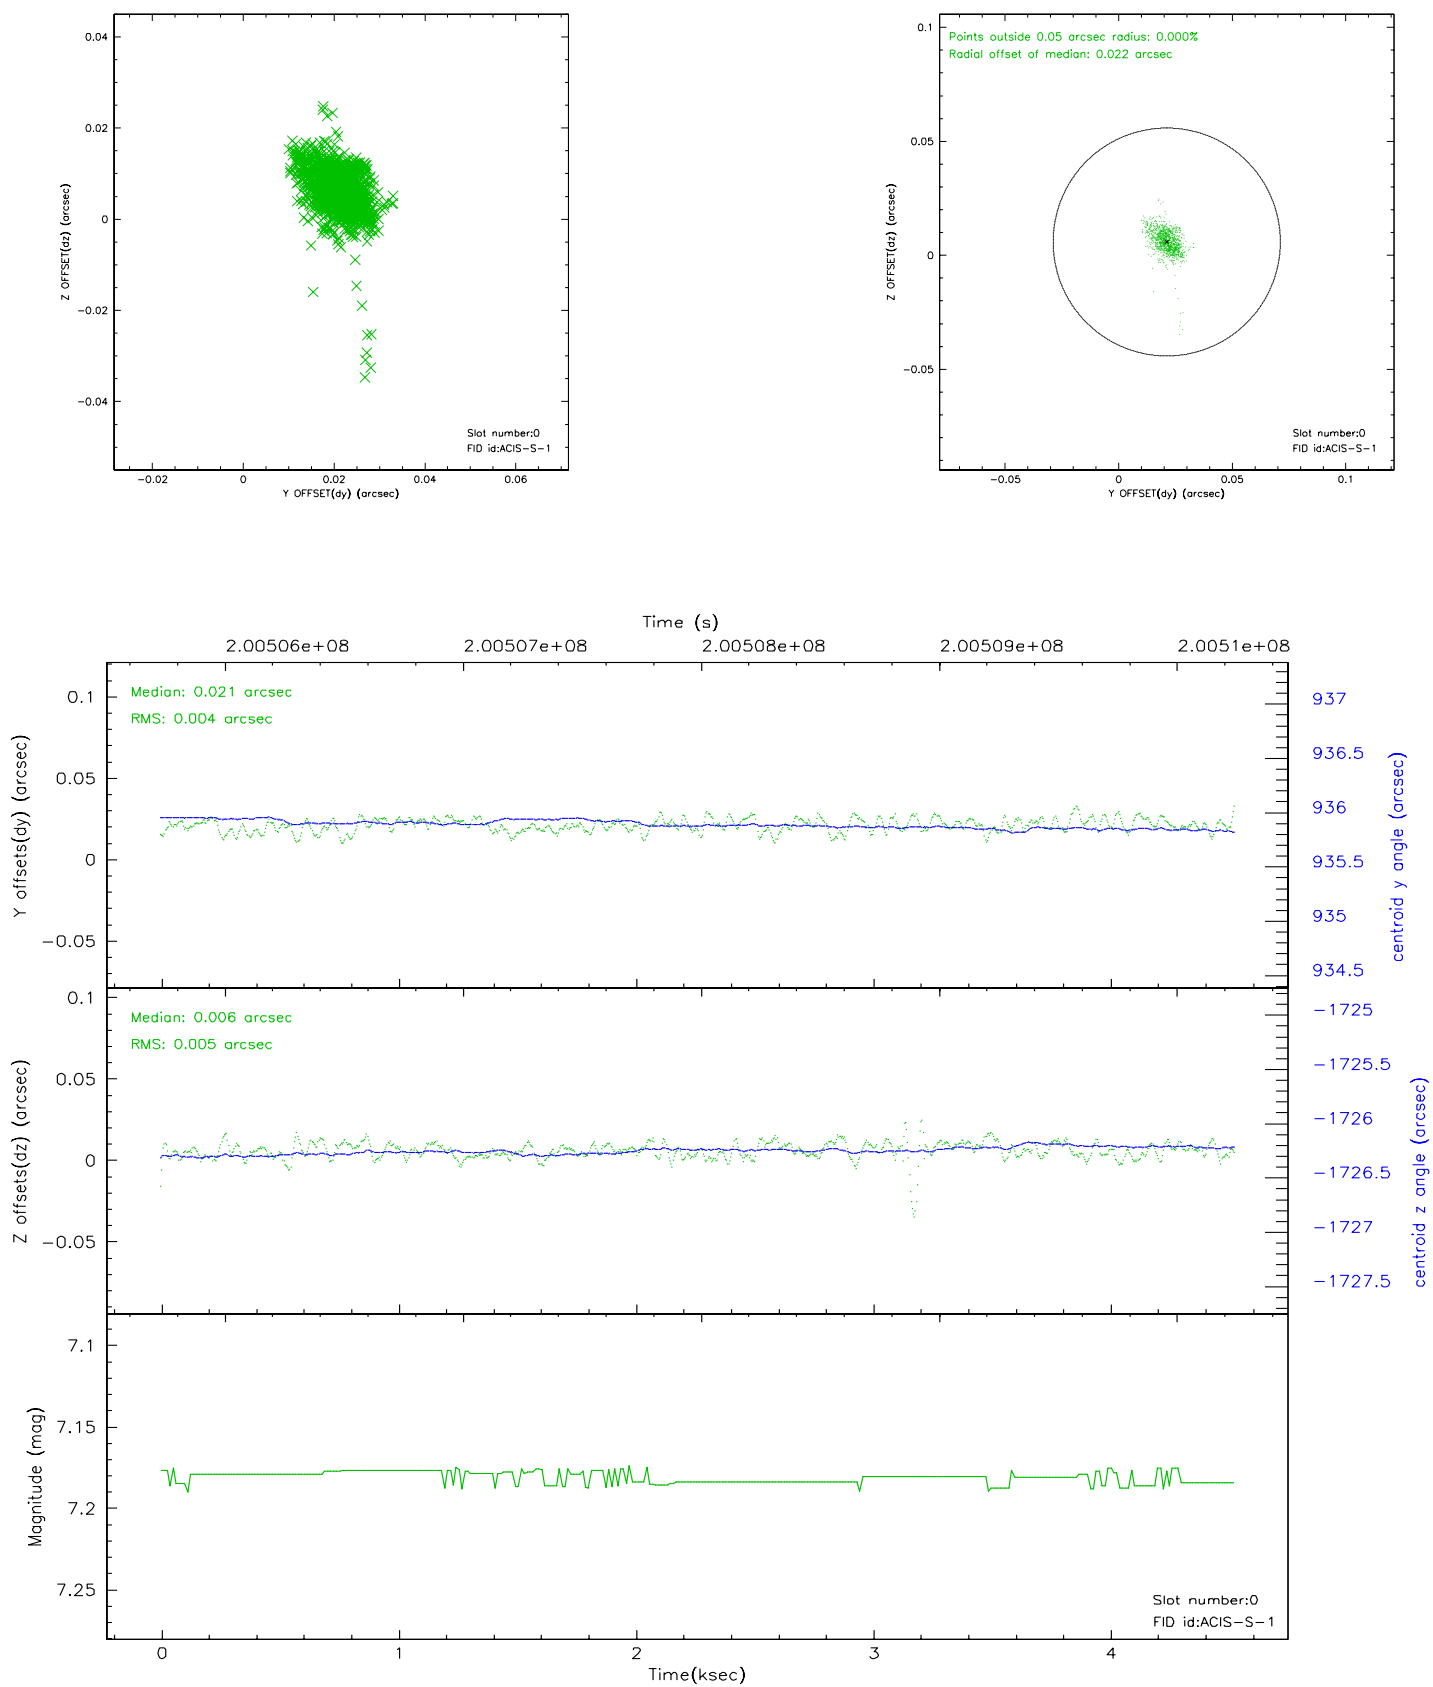 0.04
0.02
0
−0.02
−0.04
Z OFFSET(dz) (arcsec)
Slot number:0
FID id:ACIS−S−1
−0.02 0 0.02 0.04 0.06
Y OFFSET(dy) (arcsec)
Points outside 0.05 arcsec radius: 0.000%
Radial offset of median: 0.022 arcsec
0.1
0.05
0
−0.05
Z OFFSET(dz) (arcsec)
Slot number:0
FID id:ACIS−S−1
−0.05 0 0.05 0.1
Y OFFSET(dy) (arcsec)
Time (s)
2.00506e+08 2.00507e+08 2.00508e+08 2.00509e+08 2.0051e+08
Median: 0.021 arcsec
RMS: 0.004 arcsec
0.1
0.05
0
−0.05
Y offsets(dy) (arcsec)
937
936.5
936
935.5
935
934.5
centroid y angle (arcsec)
Median: 0.006 arcsec
RMS: 0.005 arcsec
0.1
0.05
0
−0.05
Z offsets(dz) (arcsec)
−1725
−1725.5
−1726
−1726.5
−1727
−1727.5
centroid z angle (arcsec)
7.1
7.15
7.2
7.25
Magnitude (mag)
Slot number:0
FID id:ACIS−S−1
0 1 2 3 4
Time(ksec)